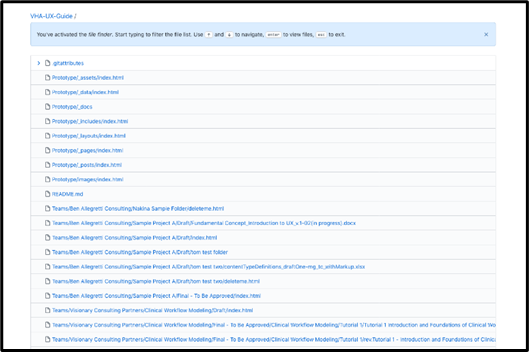 VHA-UX-Guide /
You've activated the file finder. Start typing to filter the file list. Use ↑ and ↓ to navigate, enter to view files, esc to exit.
.gitattributes
Prototype/_assets/index.html
Prototype/_data/index.html
Prototype/_docs
Prototype/_includes/index.html
Prototype/_layouts/index.html
Prototype/_pages/index.html
Prototype/_posts/index.html
Prototype/images/index.html
README.md
Teams/Ben Allegretti Consulting/Nakina Sample Folder/deleteme.html
Teams/Ben Allegretti Consulting/Sample Project A/Draft/Fundamental Concept_Introduction to UX_v.1-00(in progress).docx
Teams/Ben Allegretti Consulting/Sample Project A/Draft/index.html
Teams/Ben Allegretti Consulting/Sample Project A/Draft/tom test folder
Teams/Ben Allegretti Consulting/Sample Project A/Draft/tom test two/contentTypeDefinitions_draftOne-mg_tc_withMarkup.xlsx
Teams/Ben Allegretti Consulting/Sample Project A/Draft/tom test two/deleteme.html
Teams/Ben Allegretti Consulting/Sample Project A/Final - To Be Approved/index.html
Teams/Visionary Consulting Partners/Clinical Workflow Modeling/Draft/index.html
Teams/Visionary Consulting Partners/Clinical Workflow Modeling/Final - To Be Approved/Clinical Workflow Modeling/Tutorial 1/Tutorial 1 Introduction and Foundations of Clinical Wo
Teams/Visionary Consulting Partners/Clinical Workflow Modeling/Final - To Be Approved/Clinical Workflow Modeling/Tutorial 1/rev.Tutorial 1 - Introduction and Foundations of Clinic